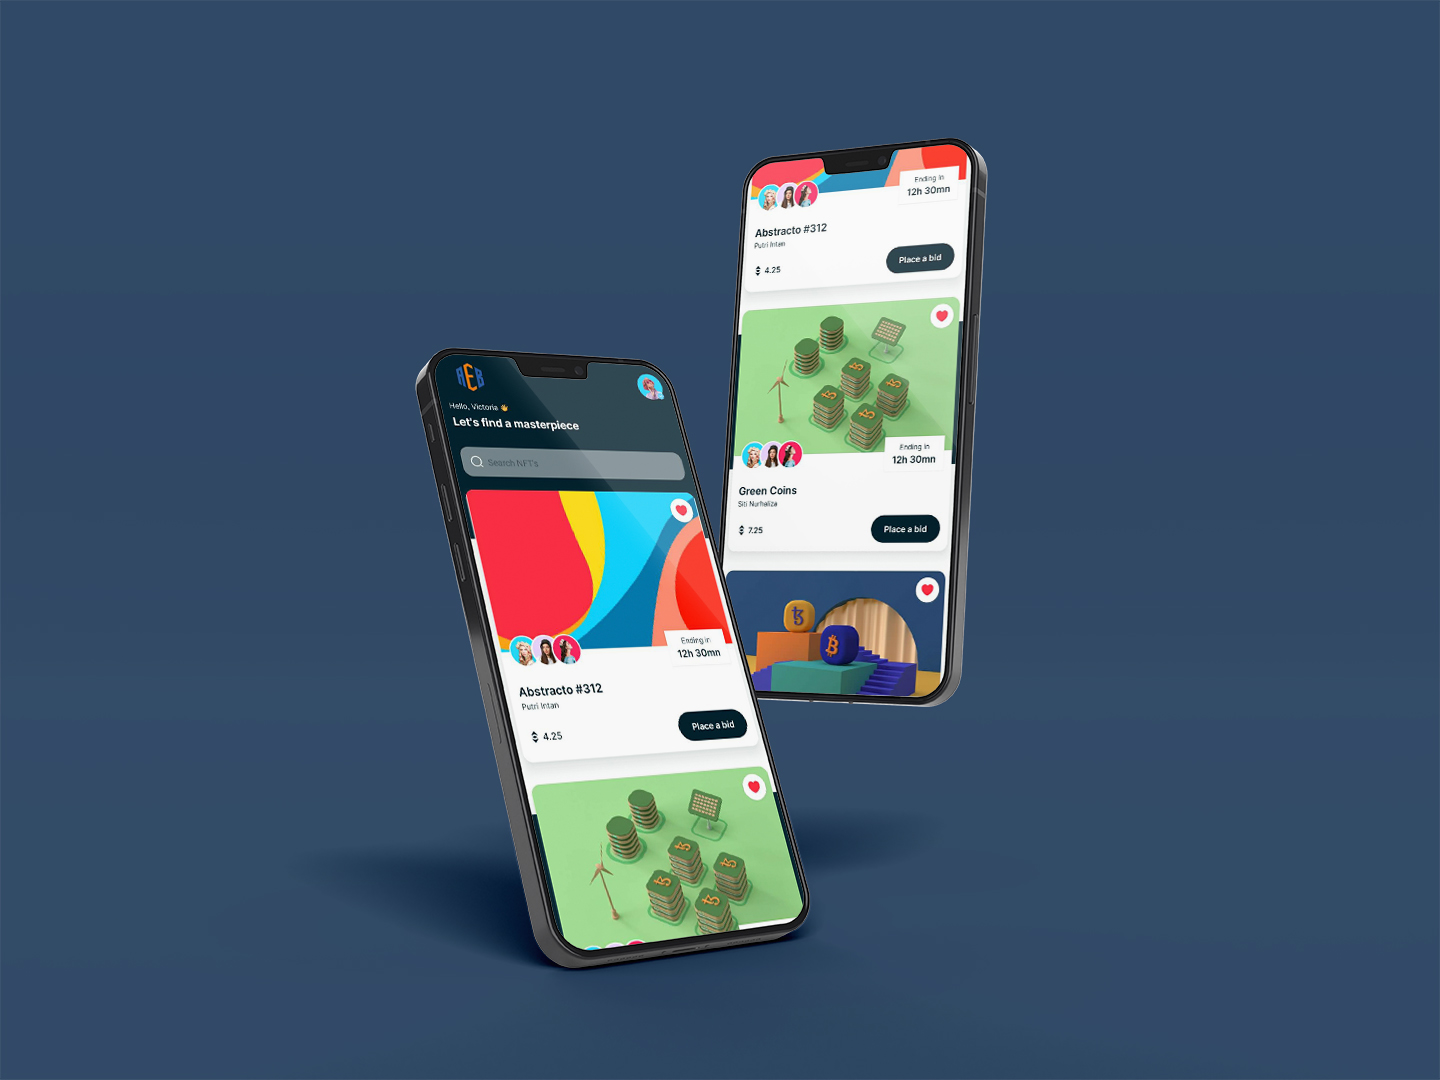 AEB
Hello, Victoria 👋
Let's find a masterpiece
Search NFT's
Ending in
12h 30mn
Abstracto #312
Putri Intan
4.25
Place a bid
Ending in
12h 30mn
Abstracto #312
Putri Intan
4.25
Place a bid
Ending in
12h 30mn
Green Coins
Siti Nurhaliza
7.25
Place a bid